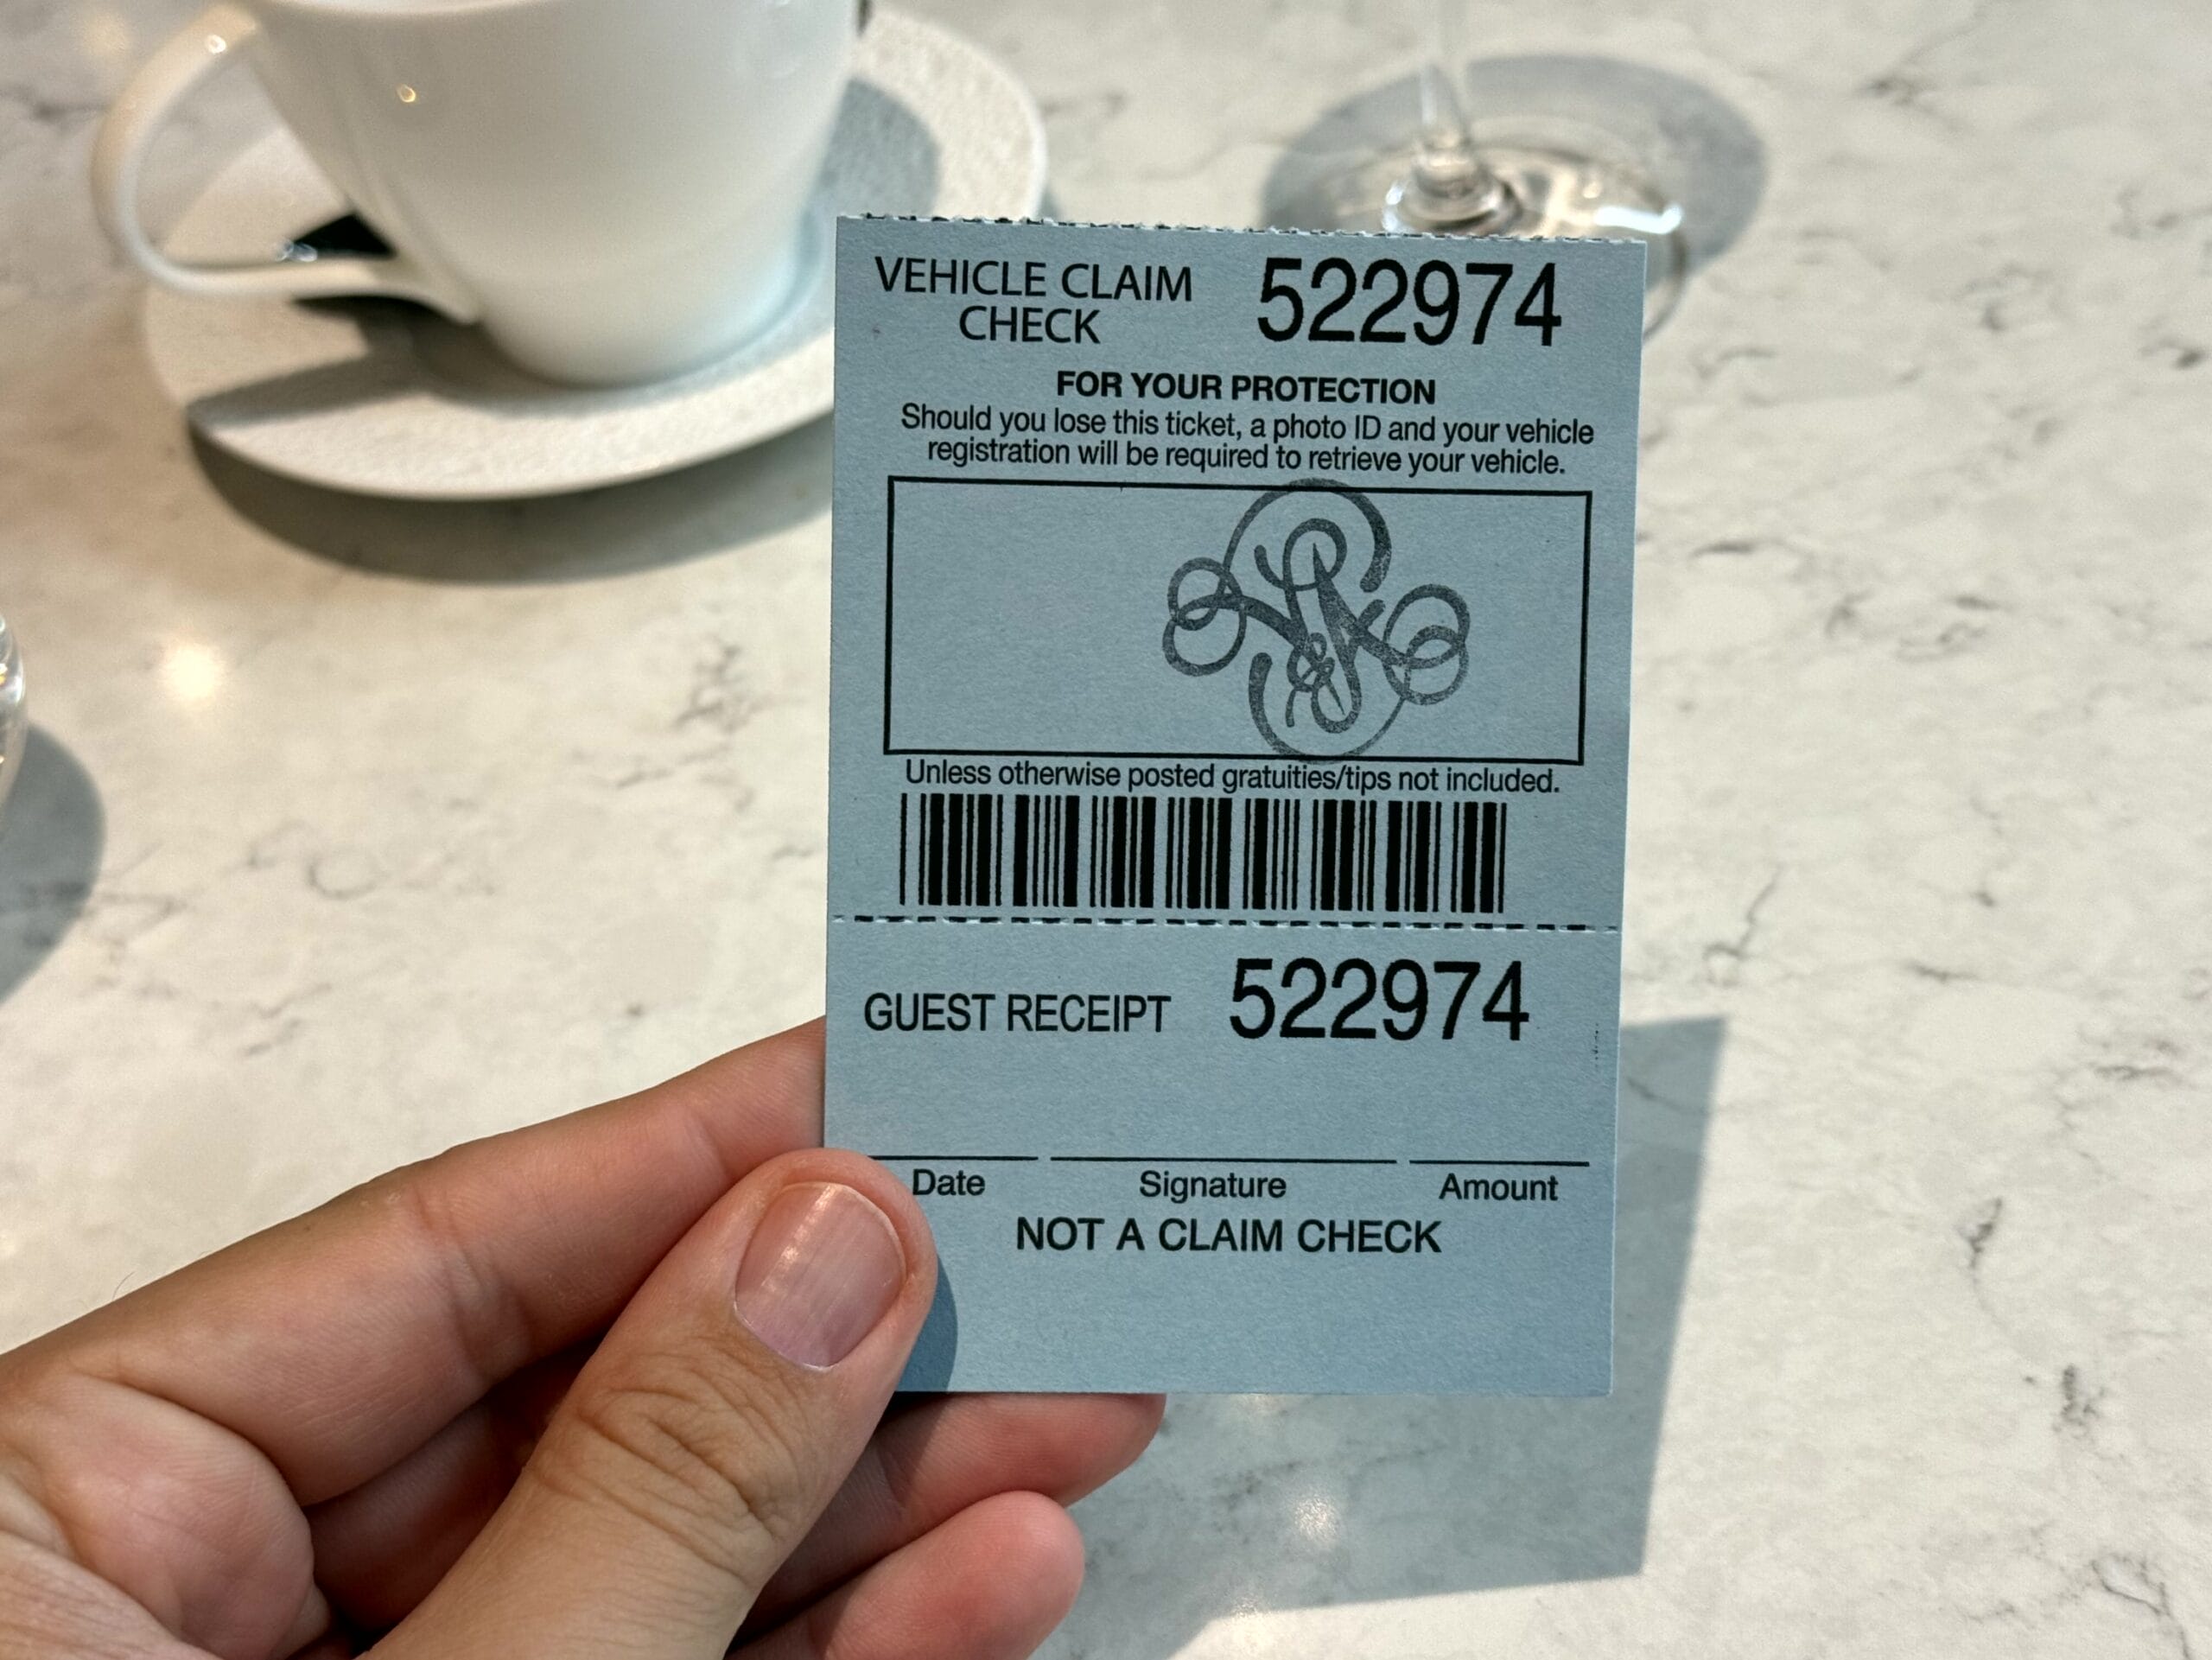 VEHICLE CLAIM
CHECK
522974
FOR YOUR PROTECTION
Should you lose this ticket, a photo ID and your vehicle
registration will be required to retrieve your vehicle.
Unless otherwise posted gratuities/tips not included.
GUEST RECEIPT 522974
Date Signature Amount
NOT A CLAIM CHECK